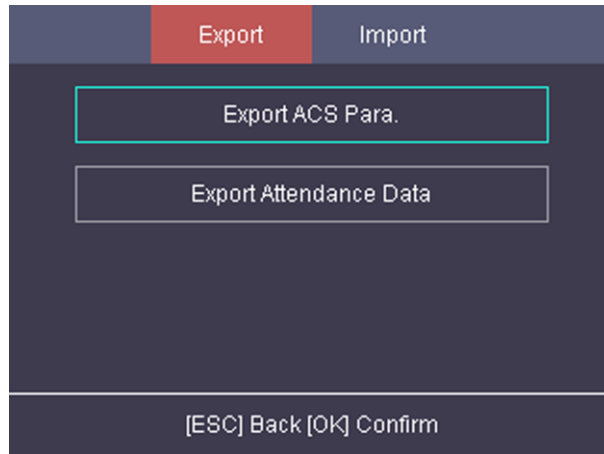 Export Import
Export ACS Para.
Export Attendance Data
[ESC] Back [OK] Confirm